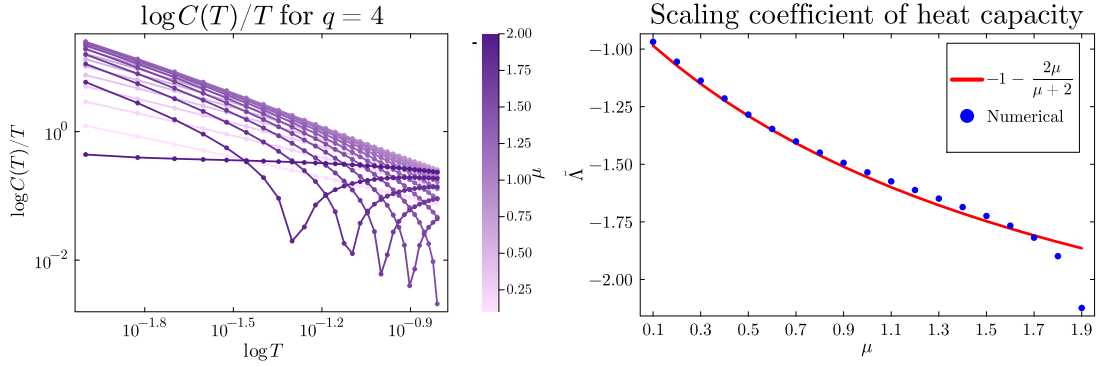 log C(T)/T for q = 4
log C(T)/T
10^0
10^−2
10^−1.8
10^−1.5
10^−1.2
10^−0.9
log T
2.00
1.75
1.50
1.25
1.00
0.75
0.50
0.25
μ
Scaling coefficient of heat capacity
Λ̃
−1.00
−1.25
−1.50
−1.75
−2.00
−1 − 2μ/(μ + 2)
Numerical
0.1 0.3 0.5 0.7 0.9 1.1 1.3 1.5 1.7 1.9
μ